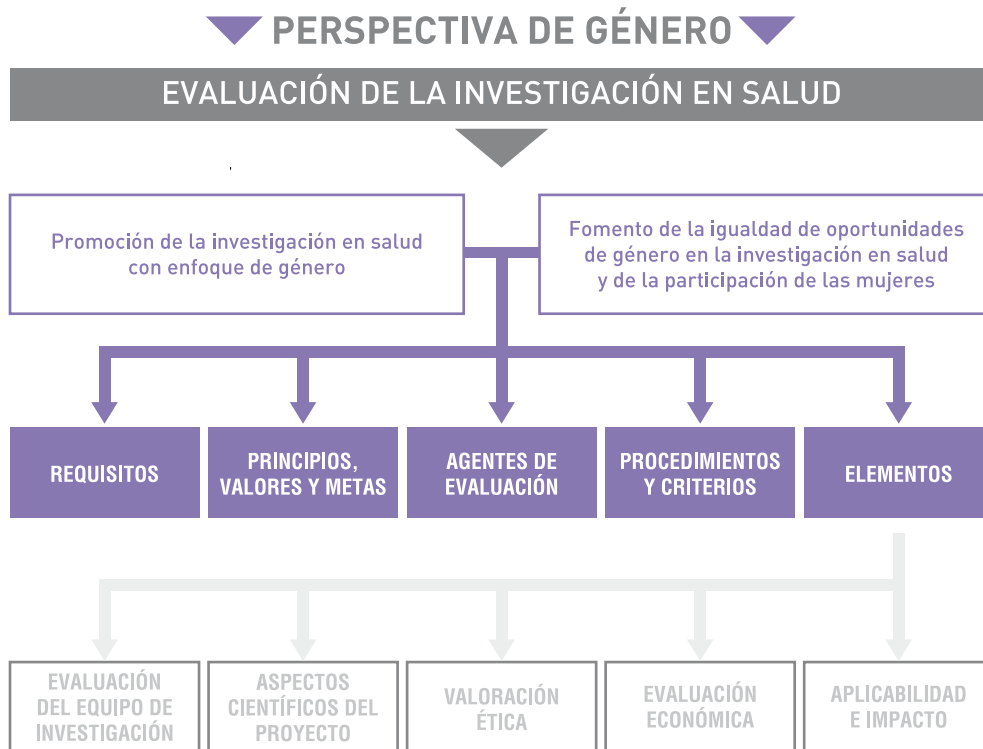 PERSPECTIVA DE GÉNERO
EVALUACIÓN DE LA INVESTIGACIÓN EN SALUD
Promoción de la investigación en salud
con enfoque de género
Fomento de la igualdad de oportunidades
de género en la investigación en salud
y de la participación de las mujeres
REQUISITOS
PRINCIPIOS,
VALORES Y METAS
AGENTES DE
EVALUACIÓN
PROCEDIMIENTOS
Y CRITERIOS
ELEMENTOS
EVALUACIÓN
DEL EQUIPO DE
INVESTIGACIÓN
ASPECTOS
CIENTÍFICOS DEL
PROYECTO
VALORACIÓN
ÉTICA
EVALUACIÓN
ECONÓMICA
APLICABILIDAD
E IMPACTO